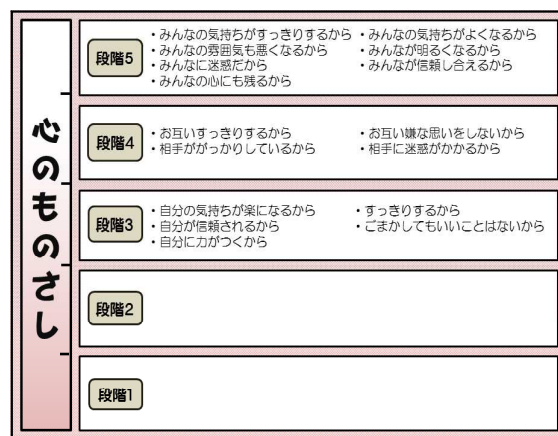 心のものさし
段階5
・みんなの気持ちがすっきりするから ・みんなの気持ちがよくなるから
・みんなの雰囲気も悪くなるから ・みんなが明るくなるから
・みんなに迷惑だから ・みんなが信頼し合えるから
・みんなの心にも残るから
段階4
・お互いすっきりするから ・お互い嫌な思いをしないから
・相手ががっかりしているから ・相手に迷惑がかかるから
段階3
・自分の気持ちが楽になるから ・すっきりするから
・自分が信頼されるから ・ごまかしてもいいことはないから
・自分に力がつくから
段階2
段階1